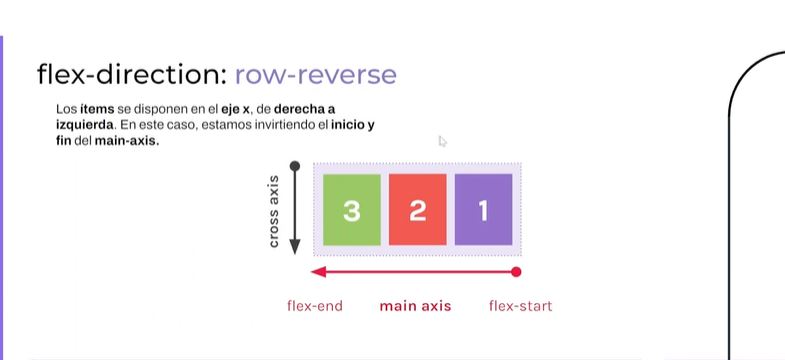 flex-direction: row-reverse
Los ítems se disponen en el eje x, de derecha a
izquierda. En este caso, estamos invirtiendo el inicio y
fin del main-axis.
cross axis
3 2 1
flex-end main axis flex-start